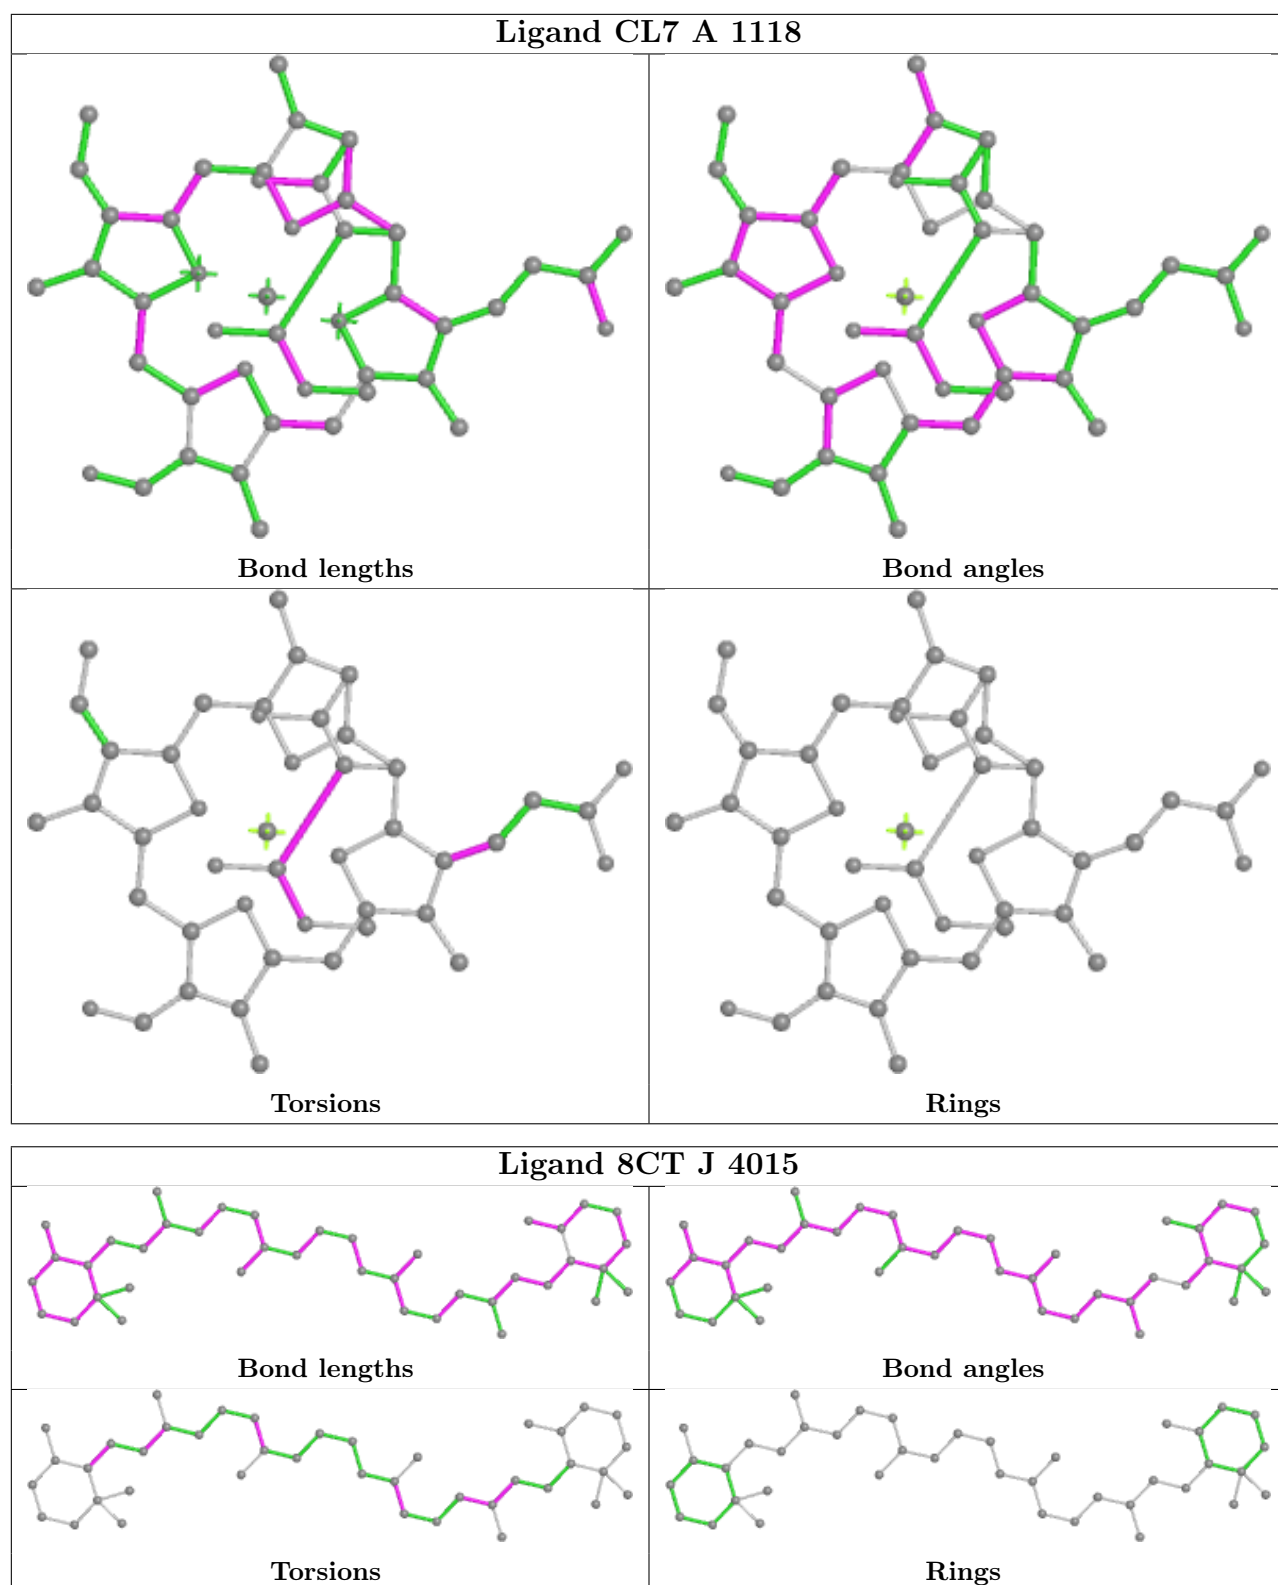 Ligand CL7 A 1118
Bond lengths
Bond angles
Torsions
Rings
Ligand 8CT J 4015
Bond lengths
Bond angles
Torsions
Rings